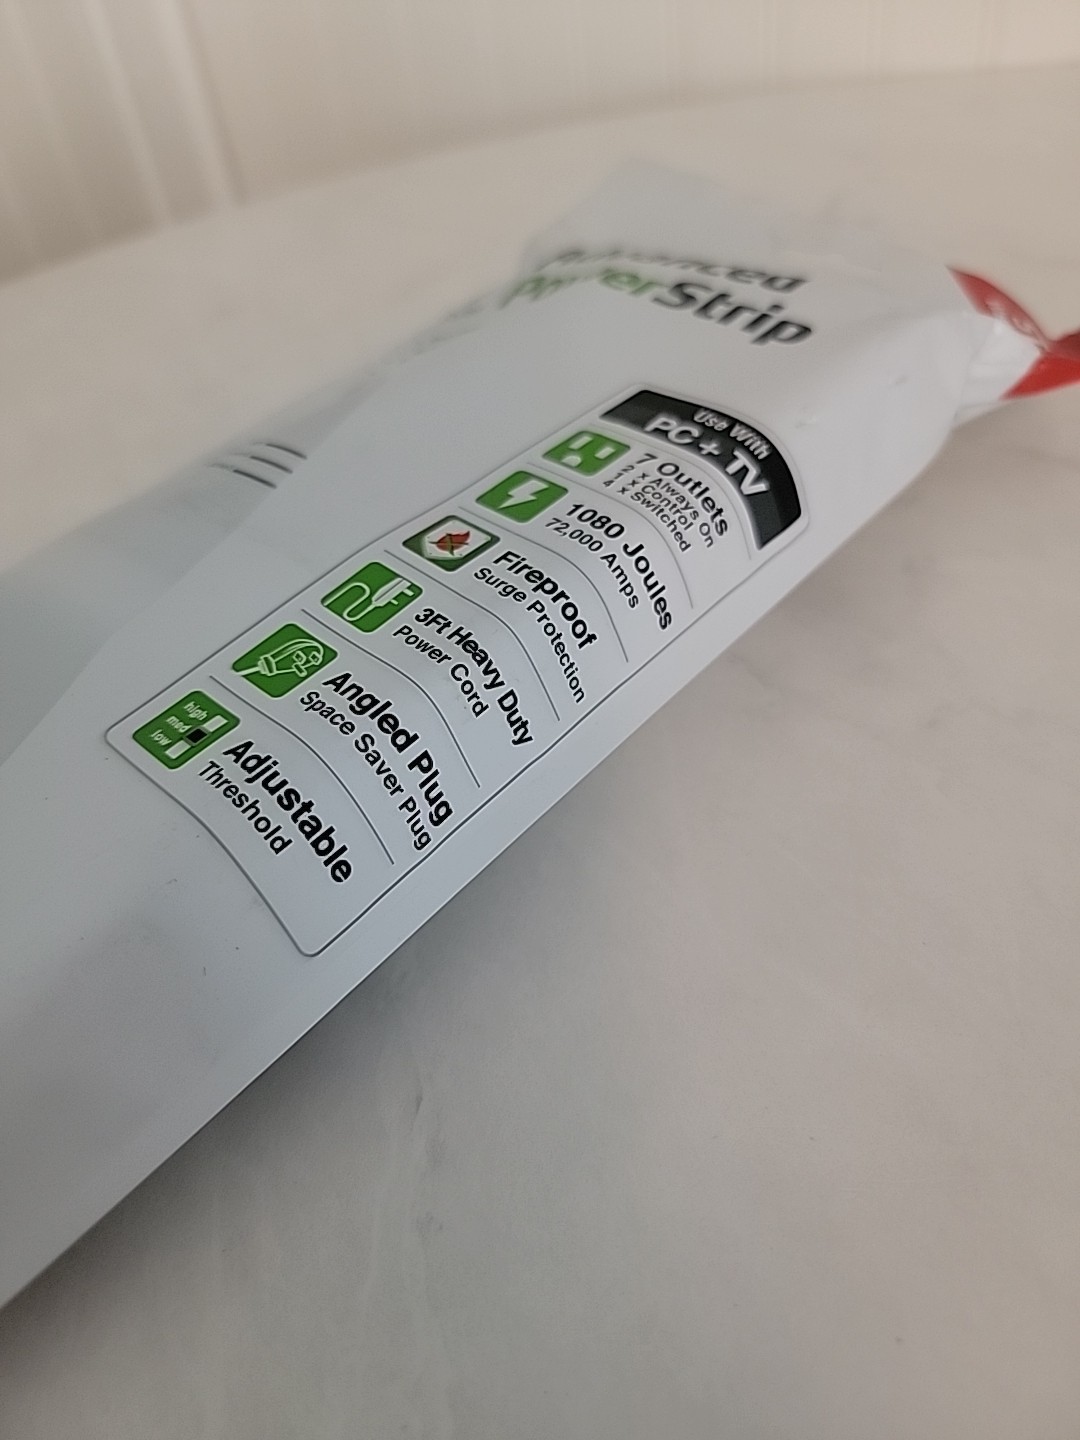 Advanced
PowerStrip
Use With
PC + TV
7 Outlets
2 x Always On
1 x Control
4 x Switched
1080 Joules
72,000 Amps
Fireproof
Surge Protection
3Ft Heavy Duty
Power Cord
Angled Plug
Space Saver Plug
high
med
low
Adjustable
Threshold